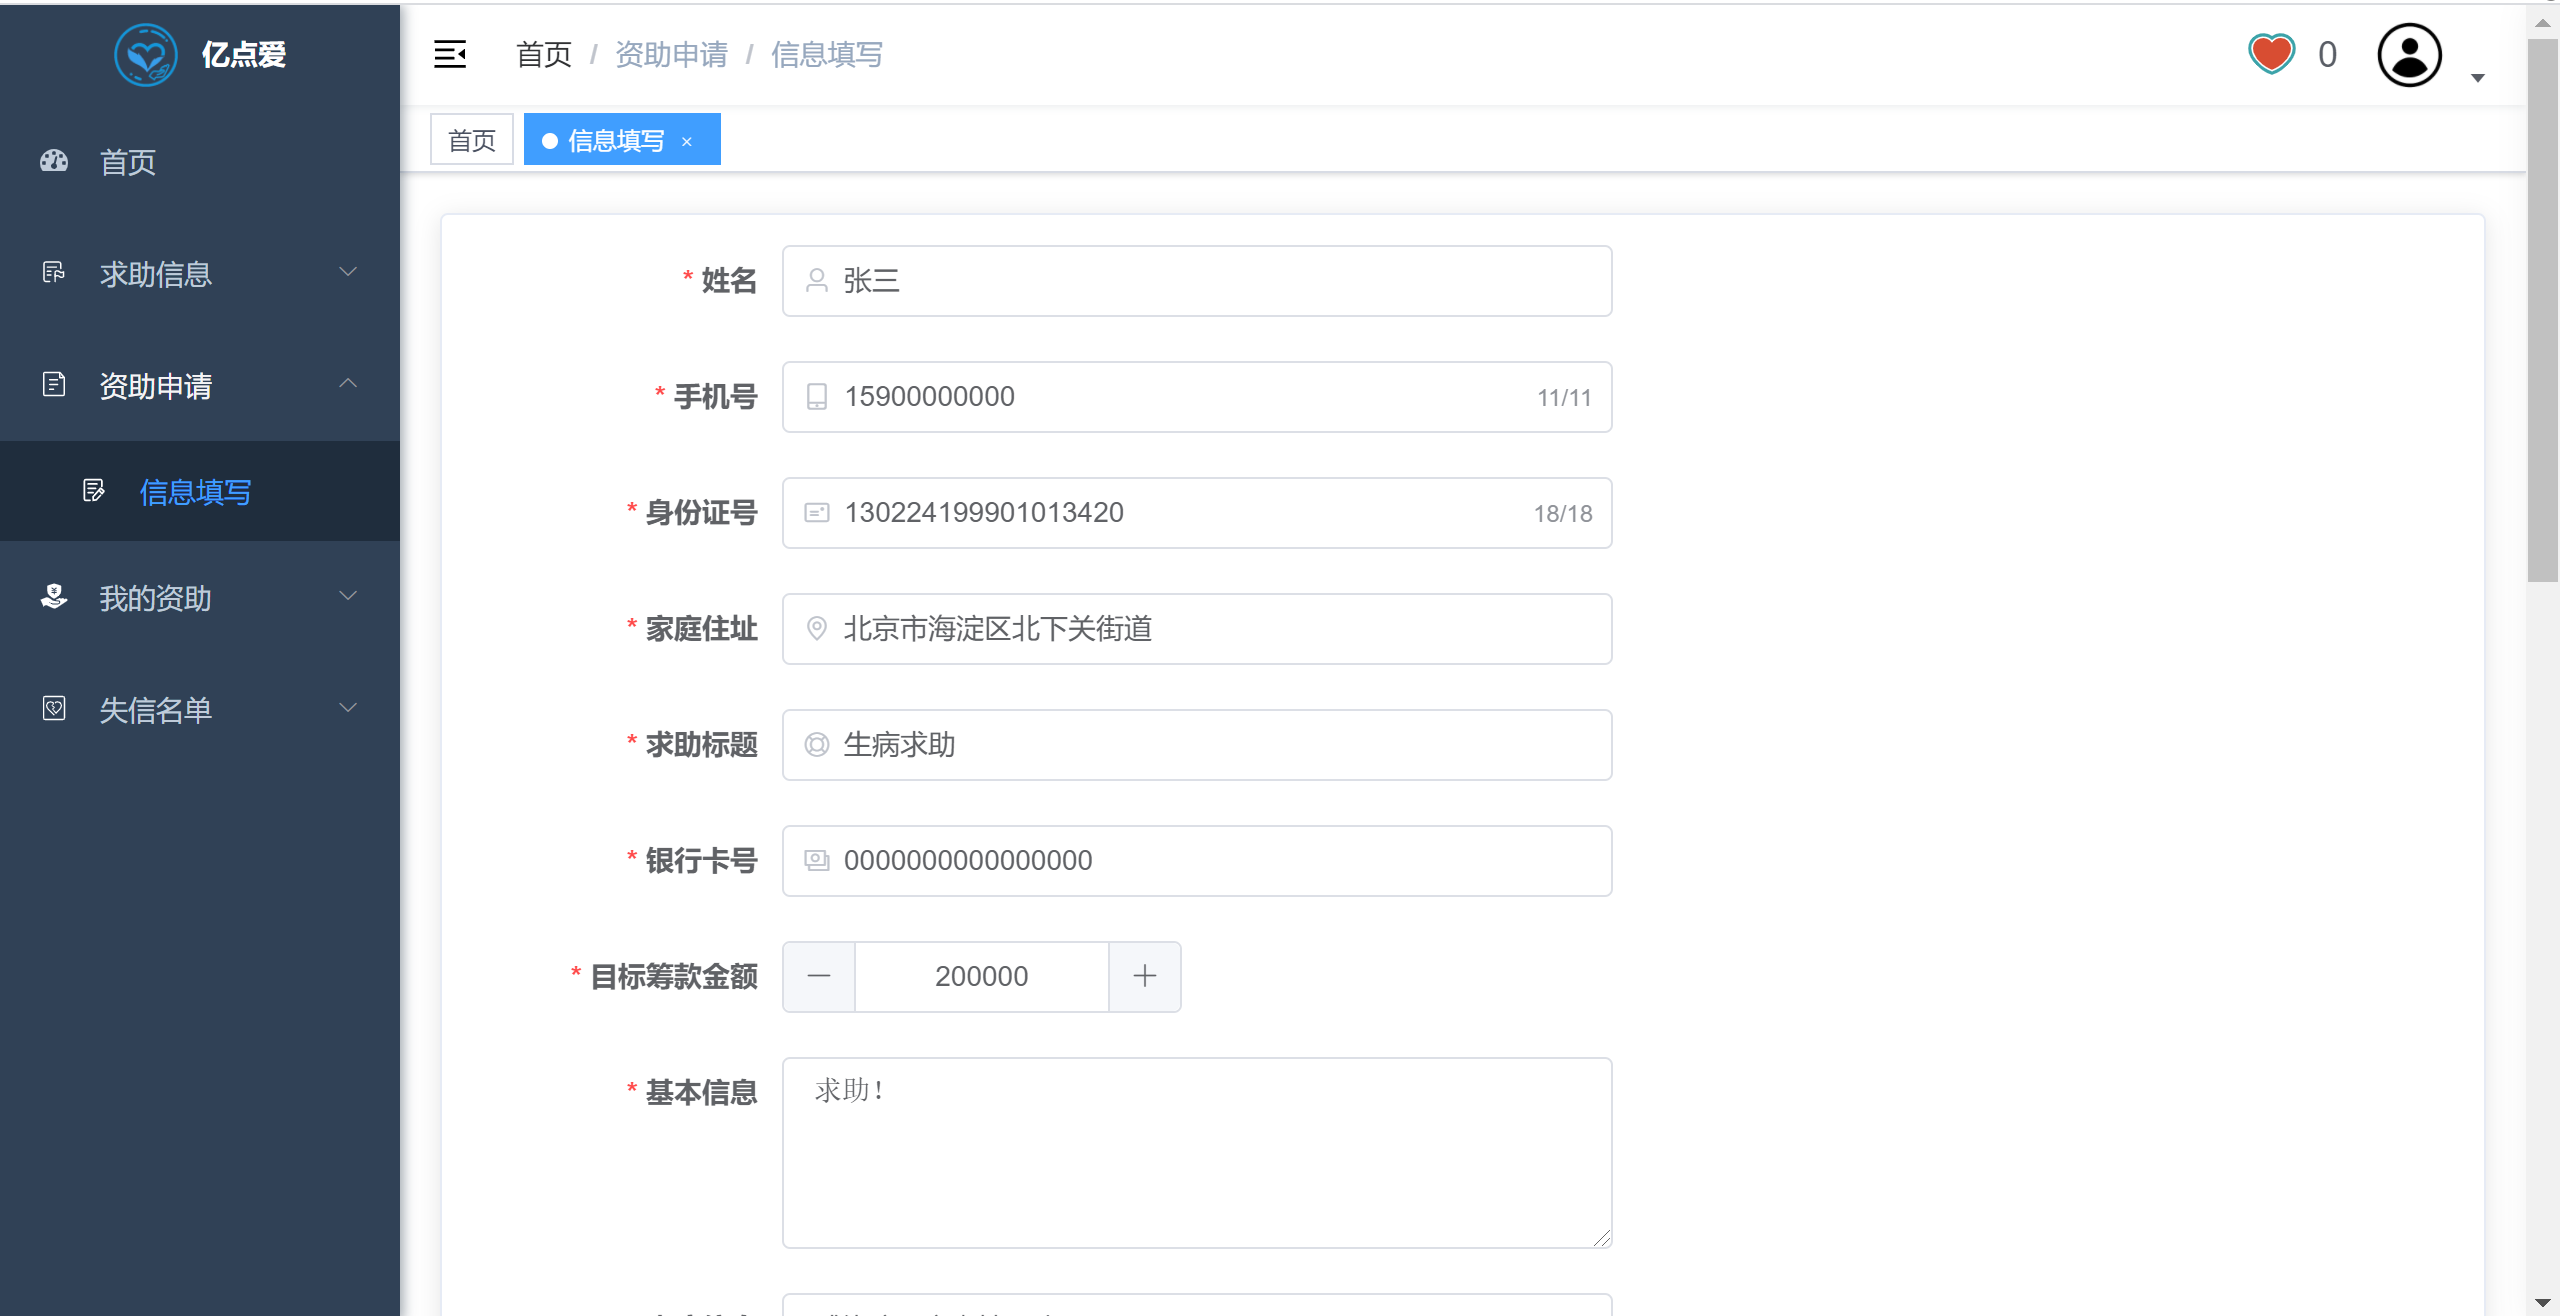 亿点爱
首页
求助信息
资助申请
信息填写
我的资助
失信名单
首页 / 资助申请 / 信息填写
0
首页
信息填写 ×
* 姓名 张三
* 手机号 15900000000 11/11
* 身份证号 130224199901013420 18/18
* 家庭住址 北京市海淀区北下关街道
* 求助标题 生病求助
* 银行卡号 0000000000000000
* 目标筹款金额 — 200000 +
* 基本信息 求助！